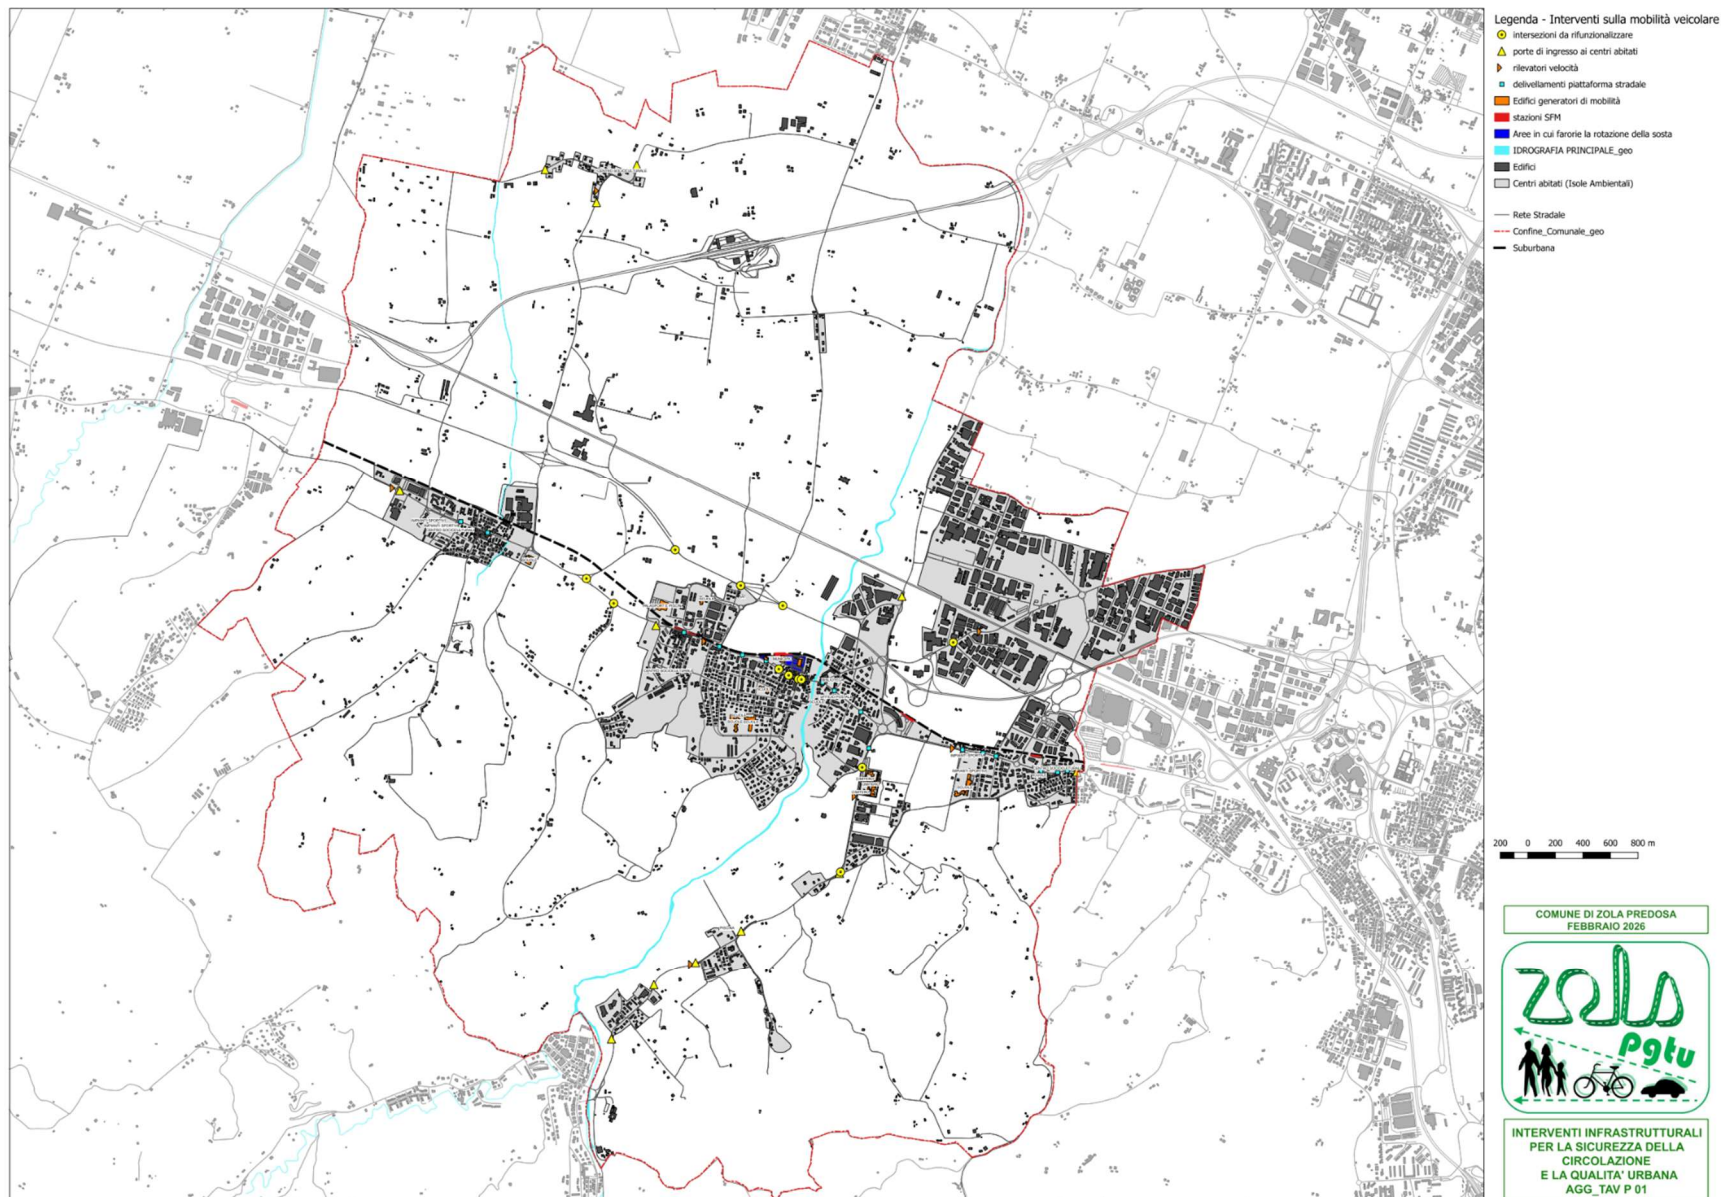 Legenda - Interventi sulla mobilità veicolare
intersezioni da rifunzionalizzare
porte di ingresso ai centri abitati
rilevatori velocità
delivellamenti piattaforma stradale
Edifici generatori di mobilità
stazioni SFM
Aree in cui farorie la rotazione della sosta
IDROGRAFIA PRINCIPALE_geo
Edifici
Centri abitati (Isole Ambientali)
Rete Stradale
Confine_Comunale_geo
Suburbana
200 0 200 400 600 800 m
COMUNE DI ZOLA PREDOSA
FEBBRAIO 2026
zola
pgtu
INTERVENTI INFRASTRUTTURALI
PER LA SICUREZZA DELLA
CIRCOLAZIONE
E LA QUALITA' URBANA
AGG_TAV P 01